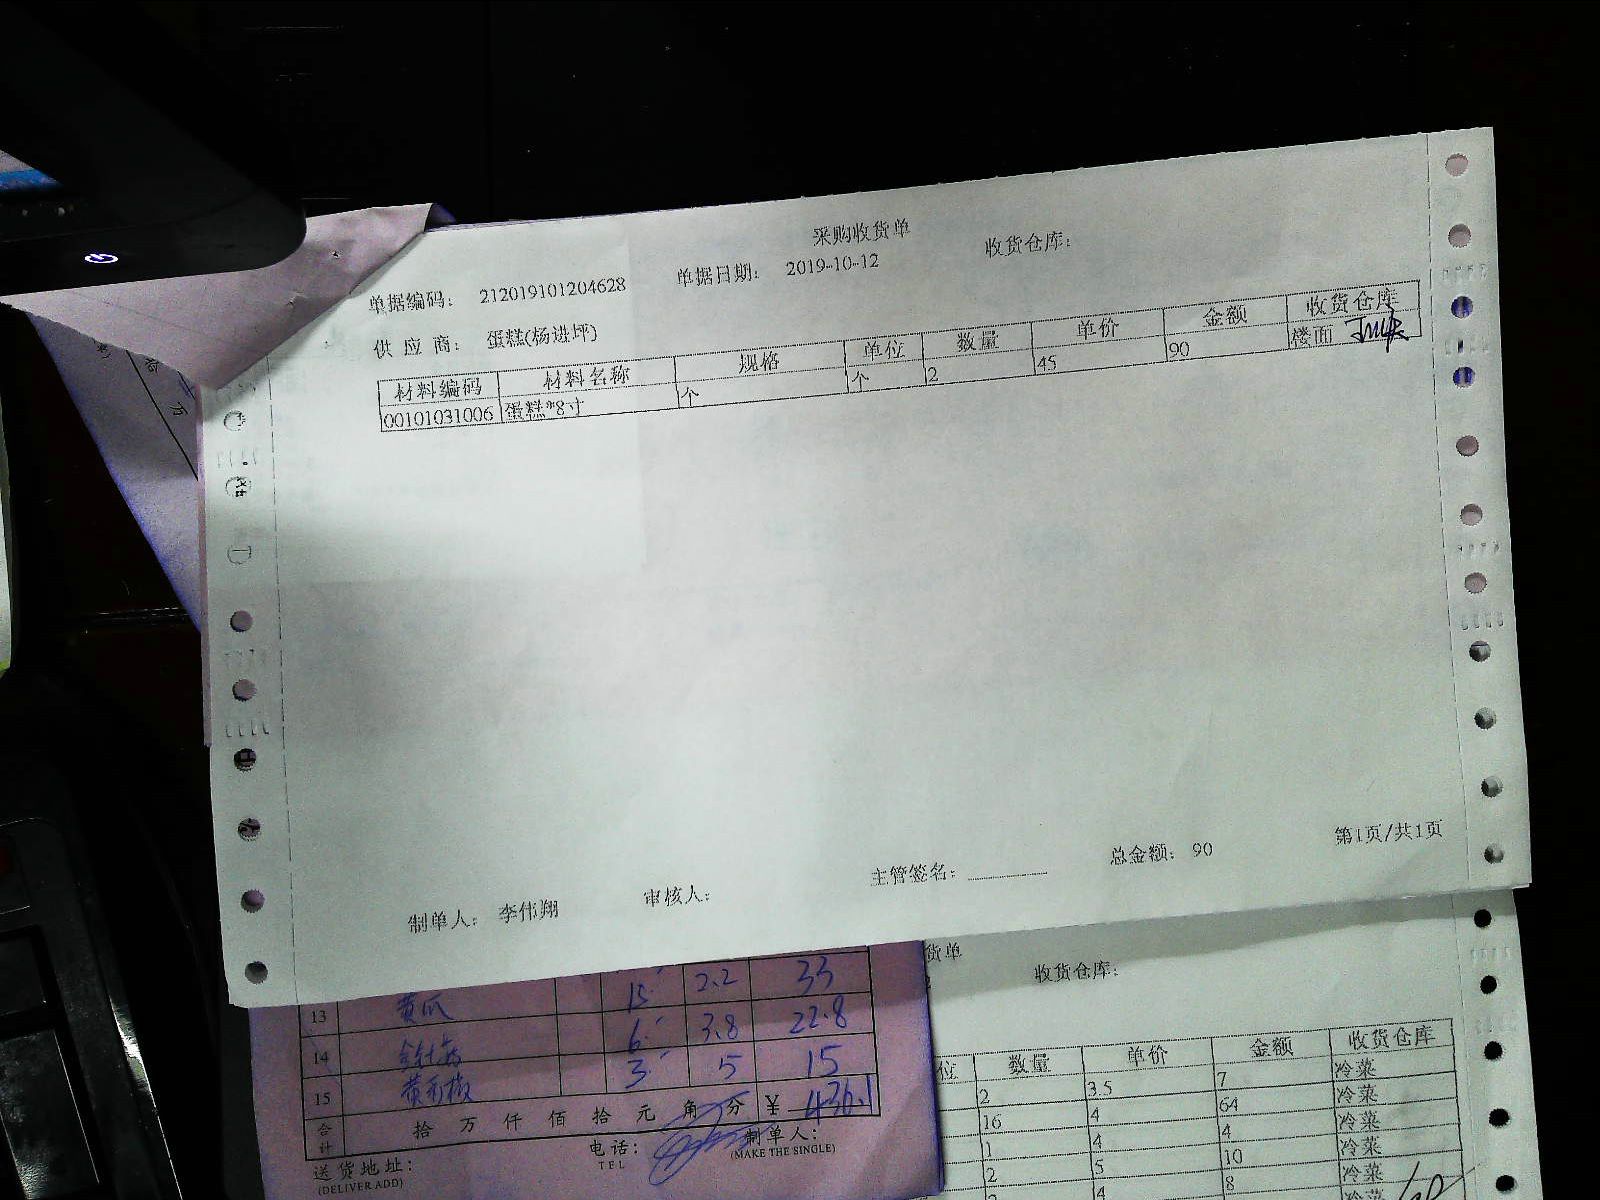 采购收货单
单据编码： 212019101204628 单据日期： 2019-10-12 收货仓库：
供 应 商： 蛋糕(杨进坪)
材料编码 材料名称 规格 单位 数量 单价 金额 收货仓库
00101031006 蛋糕*8寸 个 个 2 45 90 楼面
制单人： 李伟翔 审核人： 主管签名： 总金额： 90 第1页/共1页
13 黄瓜 15 2.2 33
14 6 3.8 22.8
15 3 5 15
合计 拾 万 仟 佰 拾 元 角 分 ¥ 436.1
送货地址： 电话： 制单人：
(DELIVER ADD) TEL (MAKE THE SINGLE)
货单
收货仓库：
位 数量 单价 金额 收货仓库
2 3.5 7 冷菜
16 4 64 冷菜
1 4 4 冷菜
2 5 10 冷菜
4 8 冷菜
拾
万